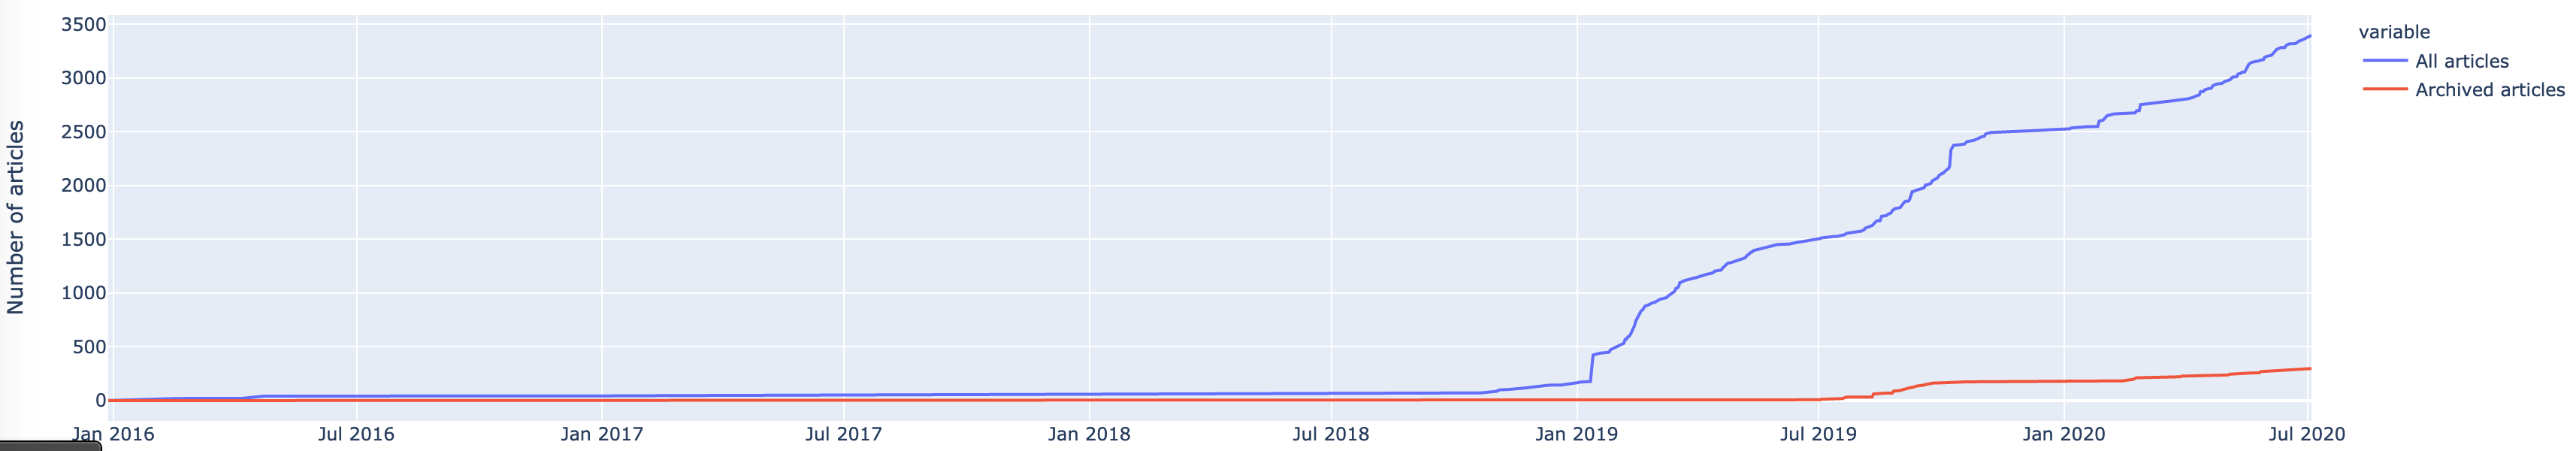 Number of articles
3500
3000
2500
2000
1500
1000
500
0
Jan 2016 Jul 2016 Jan 2017 Jul 2017 Jan 2018 Jul 2018 Jan 2019 Jul 2019 Jan 2020 Jul 2020
variable
All articles
Archived articles